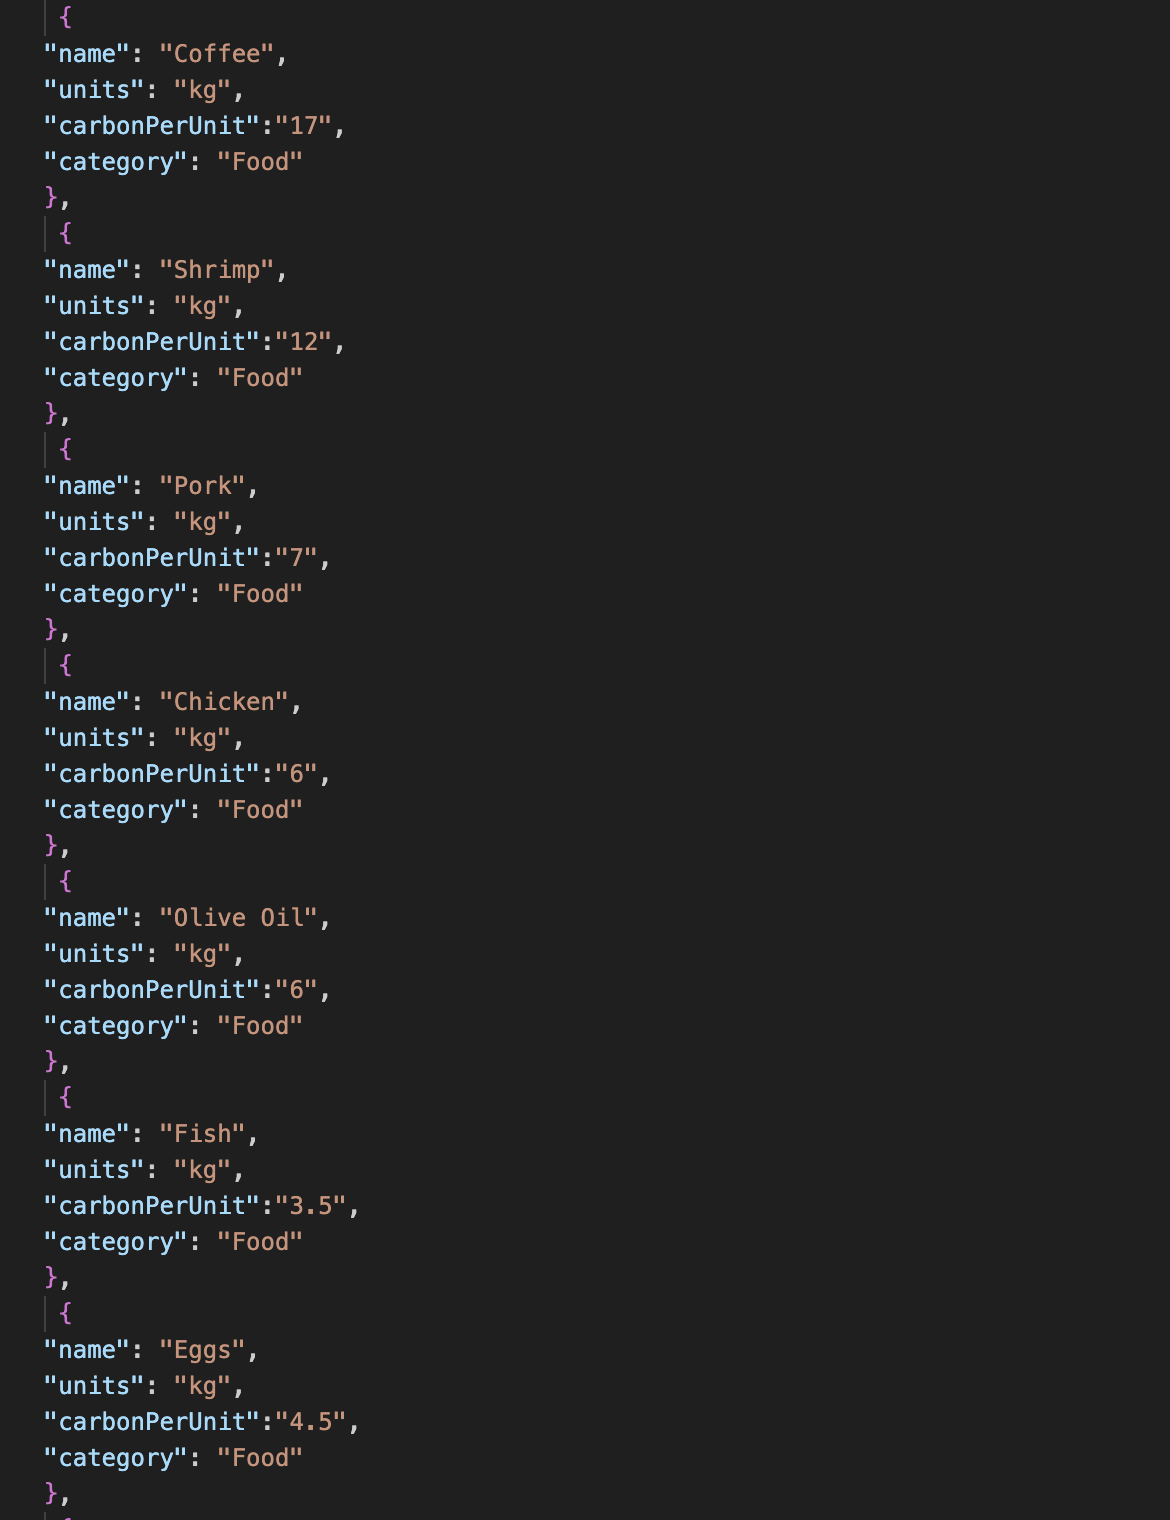 {
"name": "Coffee",
"units": "kg",
"carbonPerUnit":"17",
"category": "Food"
},
{
"name": "Shrimp",
"units": "kg",
"carbonPerUnit":"12",
"category": "Food"
},
{
"name": "Pork",
"units": "kg",
"carbonPerUnit":"7",
"category": "Food"
},
{
"name": "Chicken",
"units": "kg",
"carbonPerUnit":"6",
"category": "Food"
},
{
"name": "Olive Oil",
"units": "kg",
"carbonPerUnit":"6",
"category": "Food"
},
{
"name": "Fish",
"units": "kg",
"carbonPerUnit":"3.5",
"category": "Food"
},
{
"name": "Eggs",
"units": "kg",
"carbonPerUnit":"4.5",
"category": "Food"
},